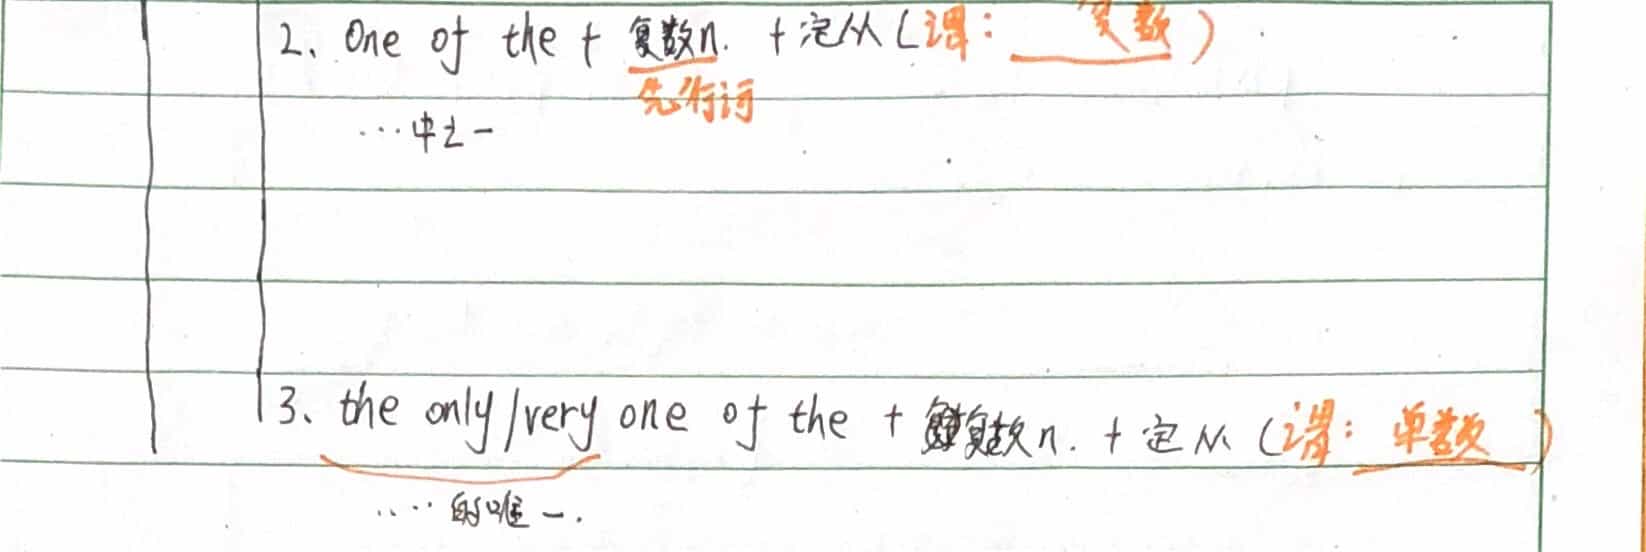 2、One of the + 复数n. + 定从(谓: 复数)
先行词
…中之一
3、the only/very one of the + 复数n. + 定从(谓: 单数)
….的唯一.